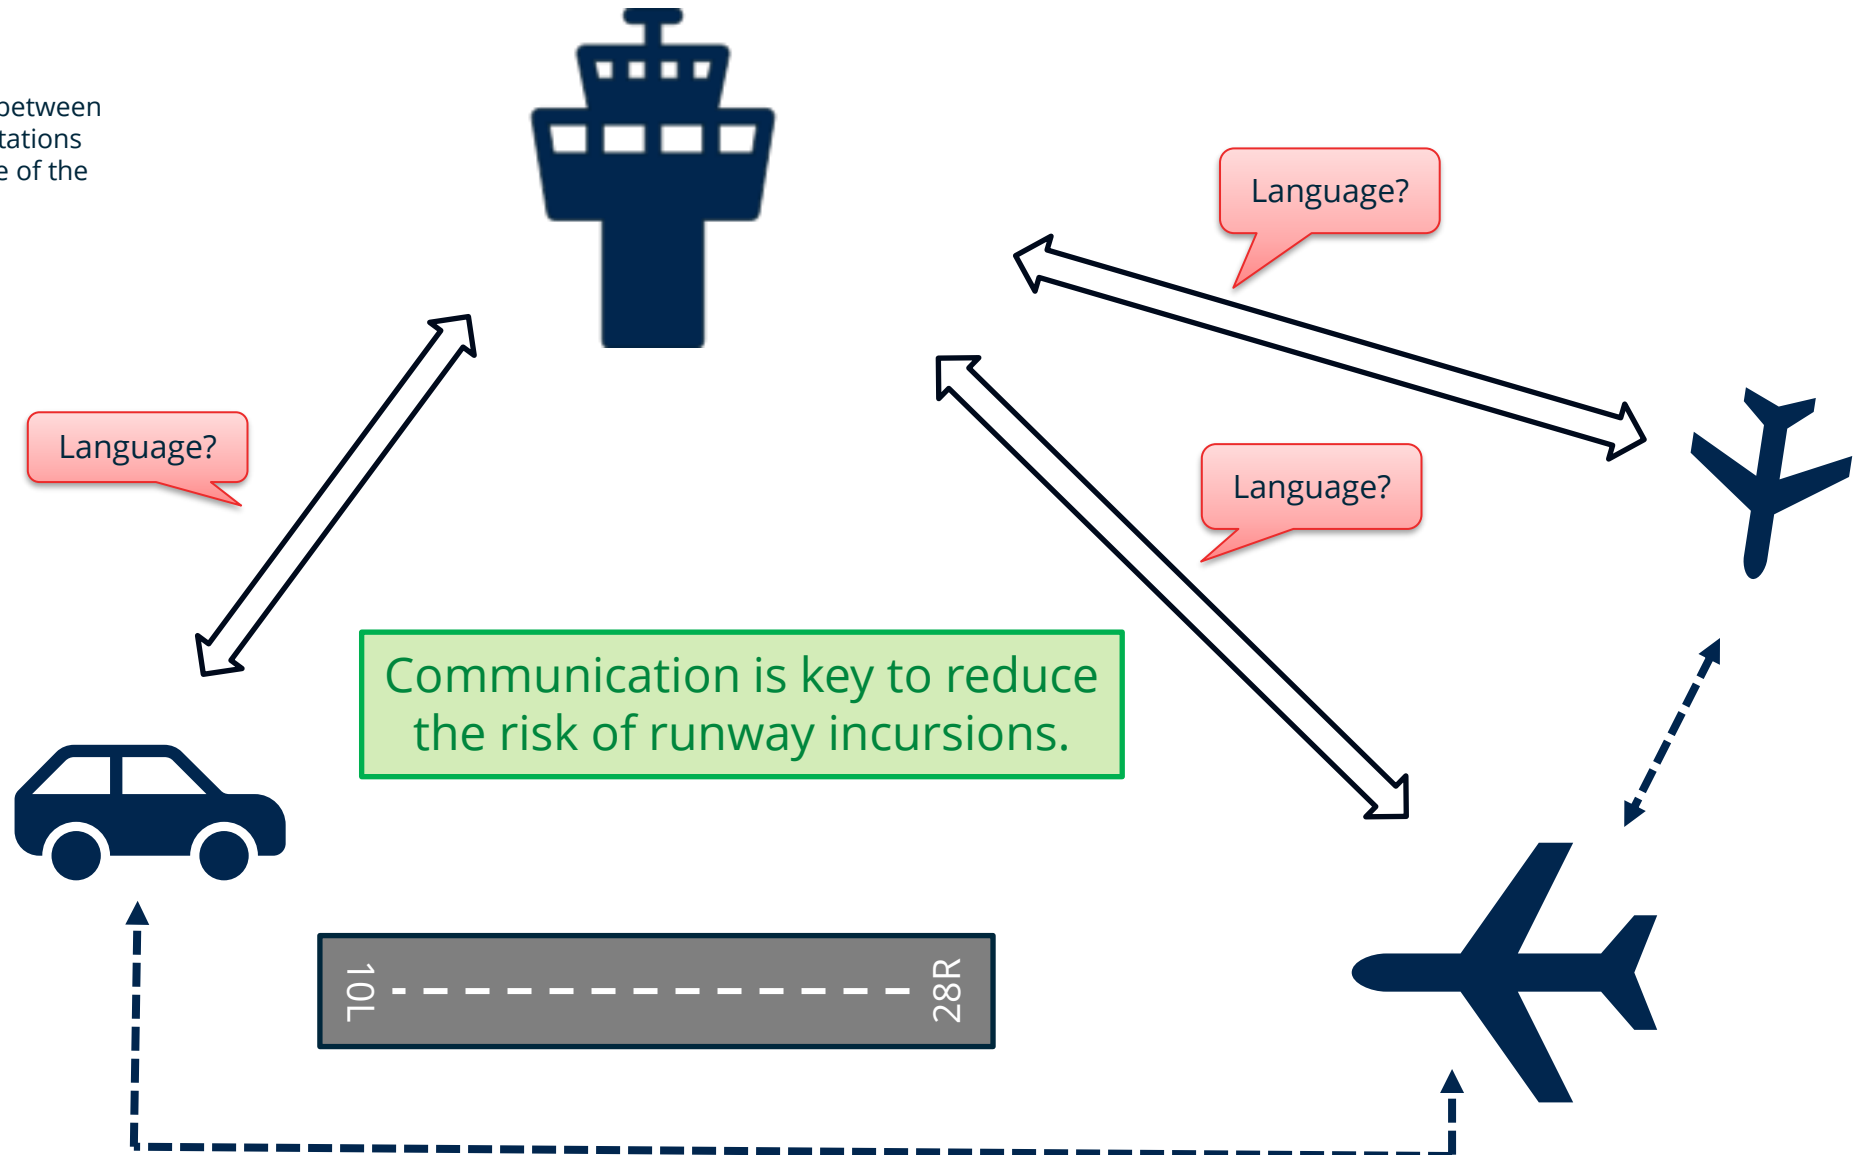 between
tations
e of the
Language?
Language?
Language?
Communication is key to reduce
the risk of runway incursions.
10L
28R